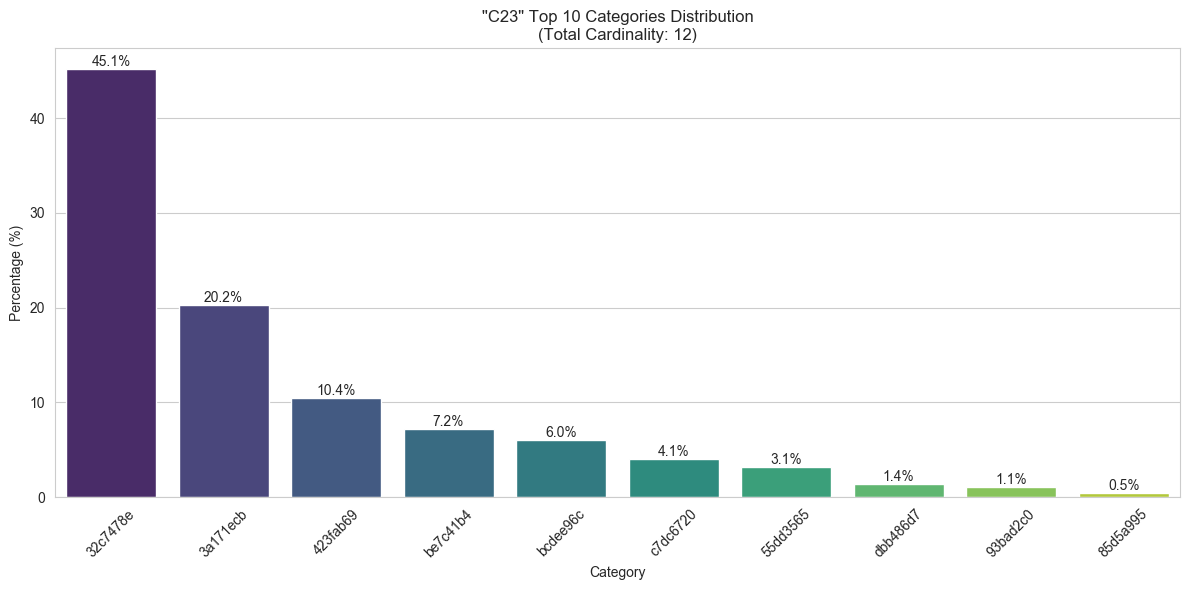 "C23" Top 10 Categories Distribution
(Total Cardinality: 12)
Percentage (%)
40
30
20
10
0
45.1%
20.2%
10.4%
7.2%
6.0%
4.1%
3.1%
1.4%
1.1%
0.5%
32c7478e
3a171ecb
423fab69
be7c41b4
bcdee96c
c7dc6720
55dd3565
dbb486d7
93bad2c0
85d5a995
Category